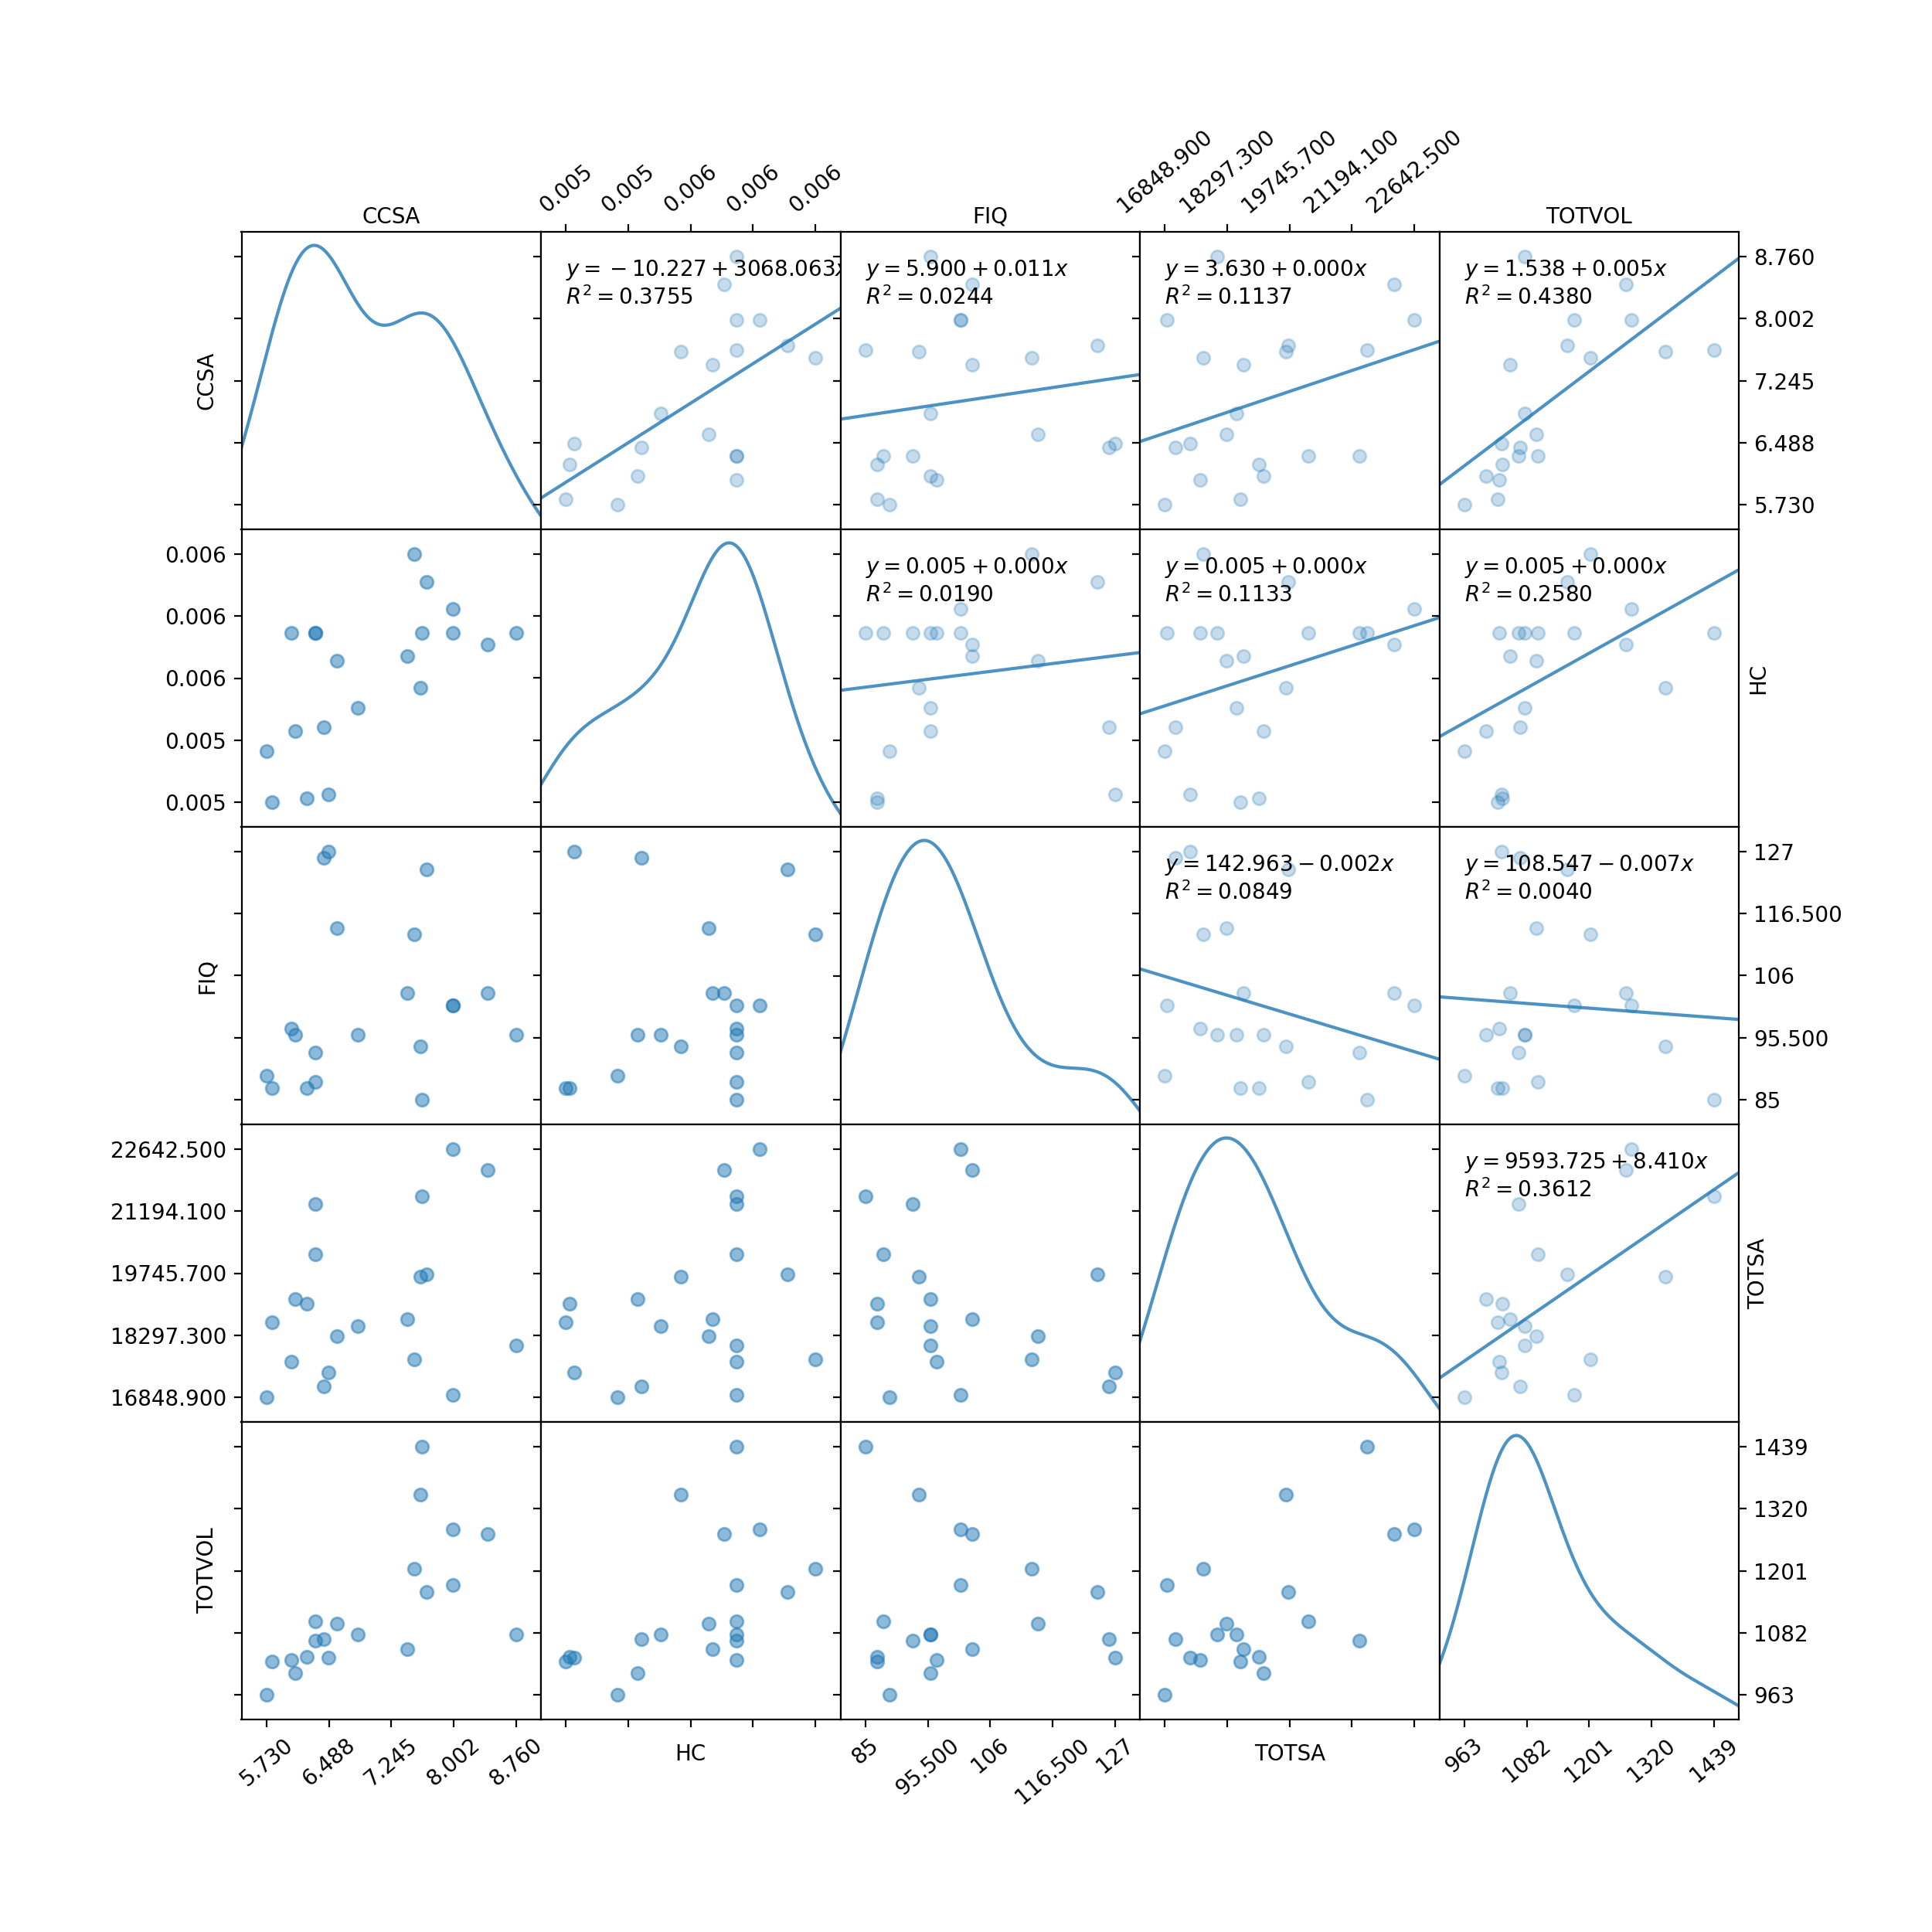 0.005 0.005 0.006 0.006 0.006 16848.900 18297.300 19745.700 21194.100 22642.500
CCSA FIQ TOTVOL
CCSA
y = −10.227 + 3068.063x
R² = 0.3755
y = 5.900 + 0.011x
R² = 0.0244
y = 3.630 + 0.000x
R² = 0.1137
y = 1.538 + 0.005x
R² = 0.4380
8.760
8.002
7.245
6.488
5.730
0.006
0.006
0.006
0.005
0.005
y = 0.005 + 0.000x
R² = 0.0190
y = 0.005 + 0.000x
R² = 0.1133
y = 0.005 + 0.000x
R² = 0.2580
HC
FIQ
y = 142.963 − 0.002x
R² = 0.0849
y = 108.547 − 0.007x
R² = 0.0040
127
116.500
106
95.500
85
22642.500
21194.100
19745.700
18297.300
16848.900
y = 9593.725 + 8.410x
R² = 0.3612
TOTSA
TOTVOL
1439
1320
1201
1082
963
5.730 6.488 7.245 8.002 8.760 85 95.500 106 116.500 127 963 1082 1201 1320 1439
HC TOTSA